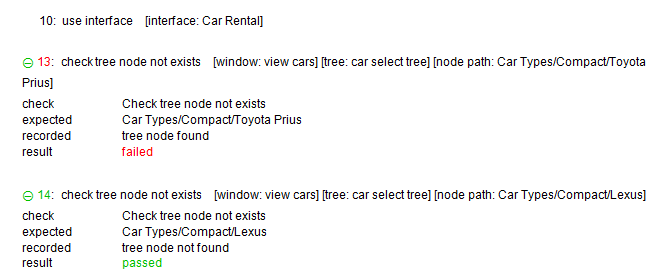 10: use interface [interface: Car Rental]
13: check tree node not exists [window: view cars] [tree: car select tree] [node path: Car Types/Compact/Toyota
Prius]
check Check tree node not exists
expected Car Types/Compact/Toyota Prius
recorded tree node found
result failed
14: check tree node not exists [window: view cars] [tree: car select tree] [node path: Car Types/Compact/Lexus]
check Check tree node not exists
expected Car Types/Compact/Lexus
recorded tree node not found
result passed